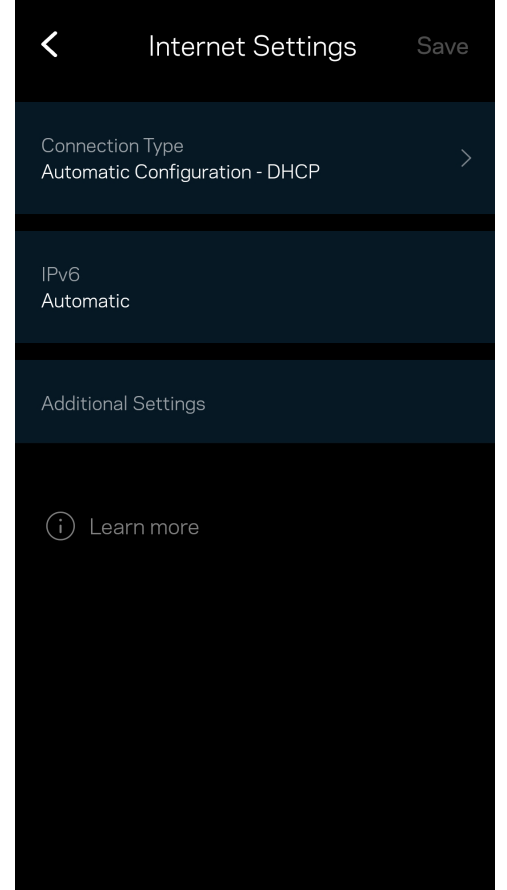 Internet Settings Save
Connection Type
Automatic Configuration - DHCP
IPv6
Automatic
Additional Settings
Learn more